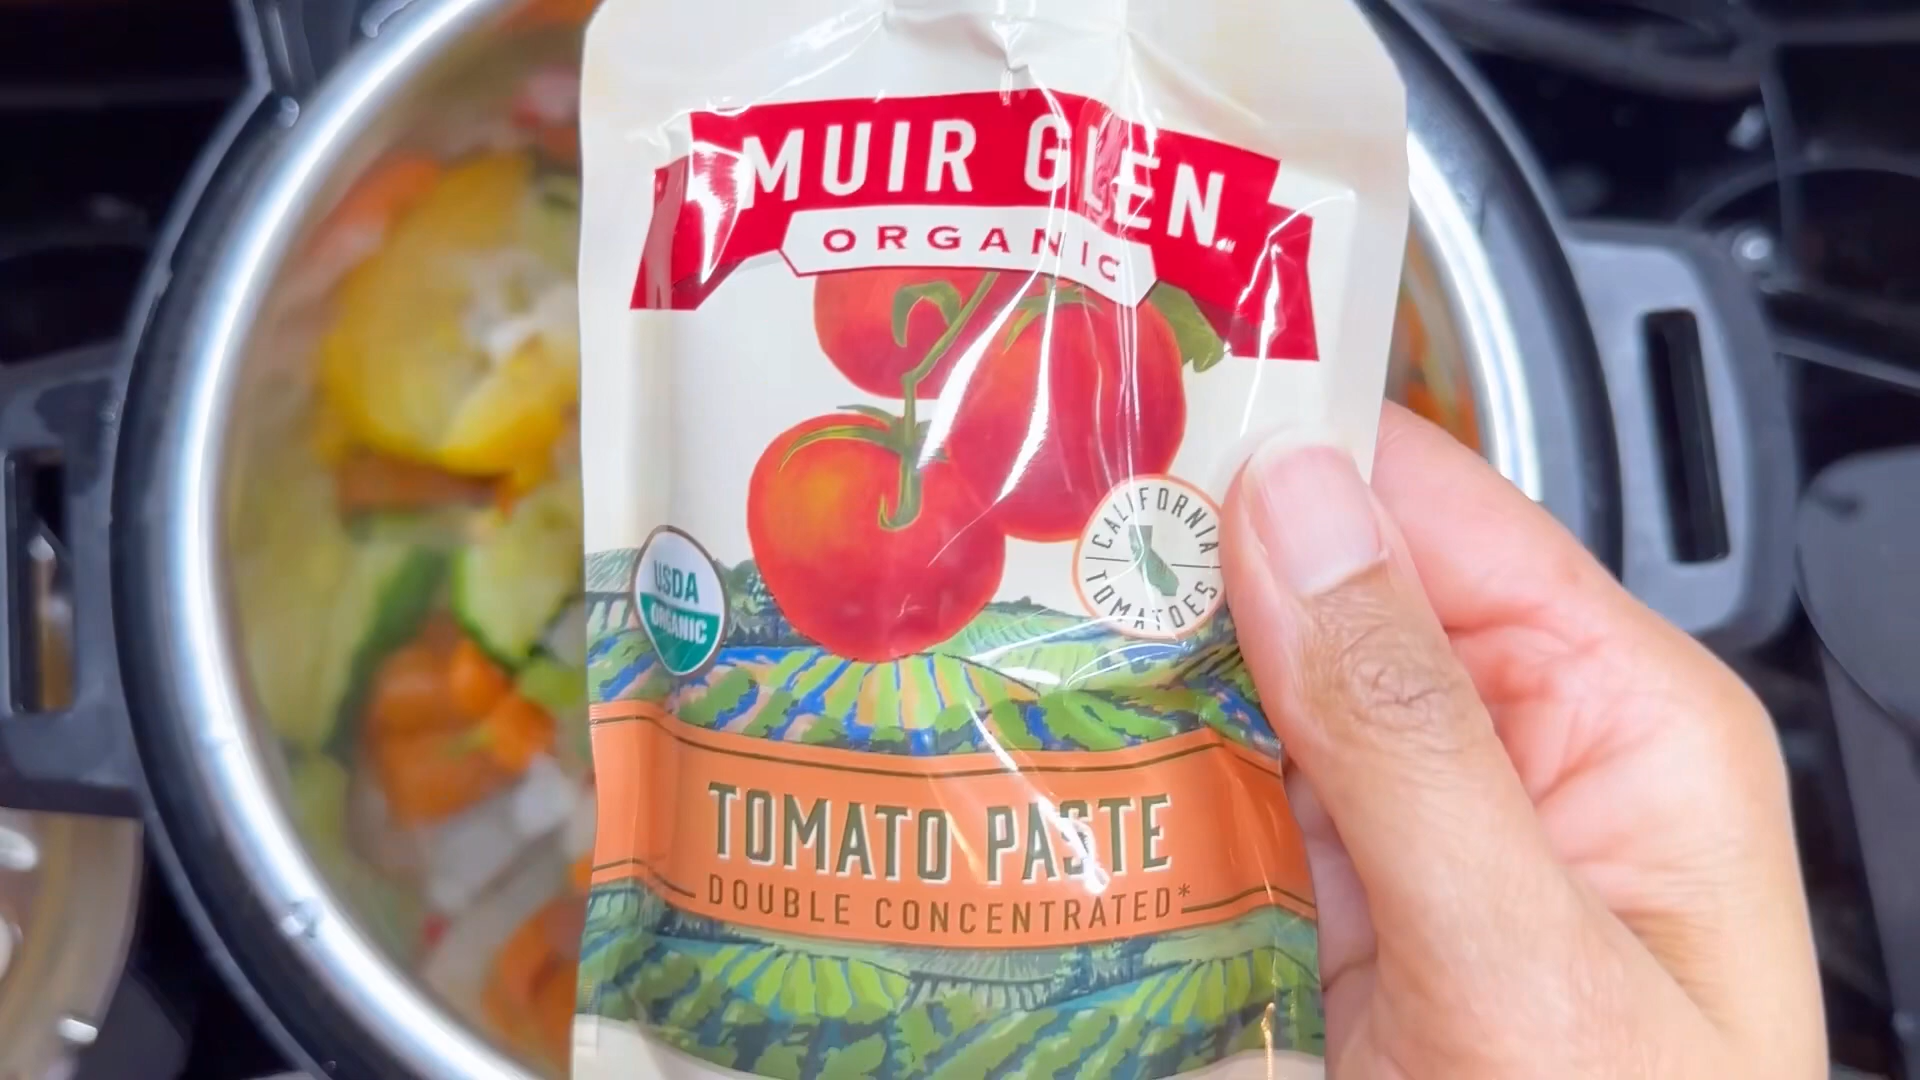 MUIR GLEN
ORGANIC
CALIFORNIA
TOMATOES
USDA
ORGANIC
TOMATO PASTE
DOUBLE CONCENTRATED*